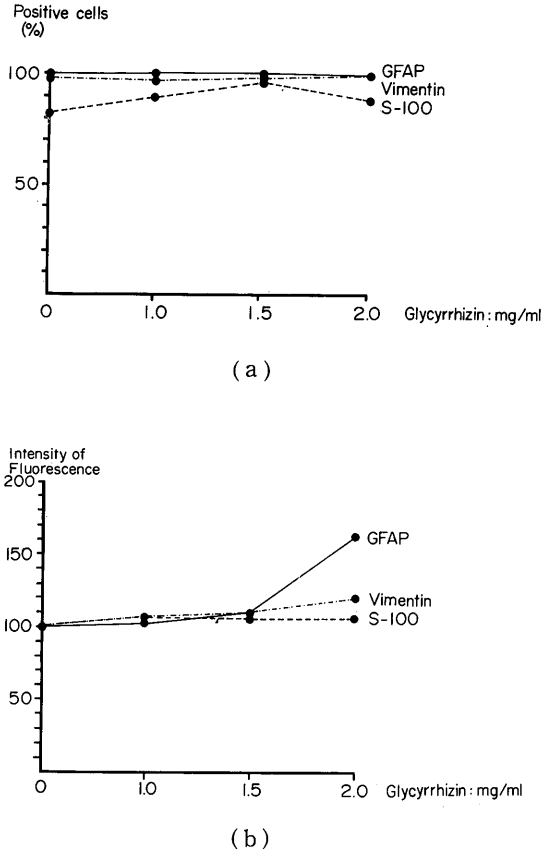 Positive cells
(%)
100
50
GFAP
Vimentin
S-100
0 1.0 1.5 2.0 Glycyrrhizin: mg/ml
(a)
Intensity of
Fluorescence
200
150
100
50
GFAP
Vimentin
S-100
0 1.0 1.5 2.0 Glycyrrhizin: mg/ml
(b)